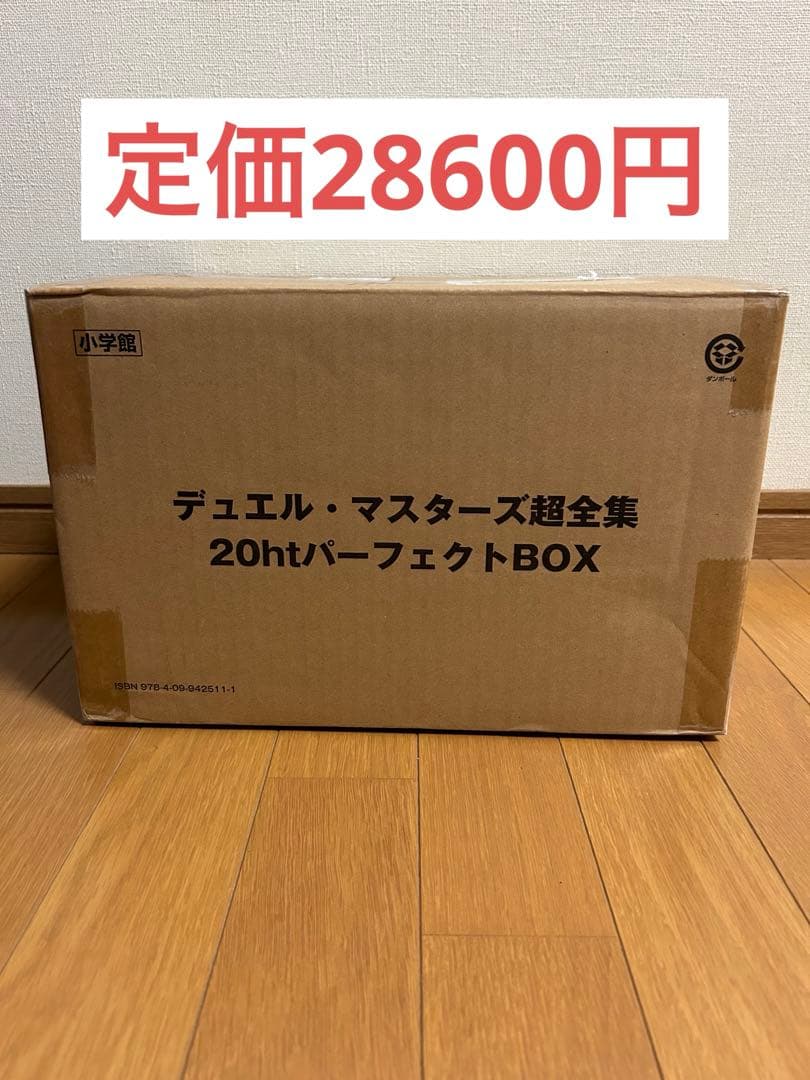 定価28600円
小学館
ダンボール
デュエル・マスターズ超全集
20htパーフェクトBOX
ISBN 978-4-09-942511-1